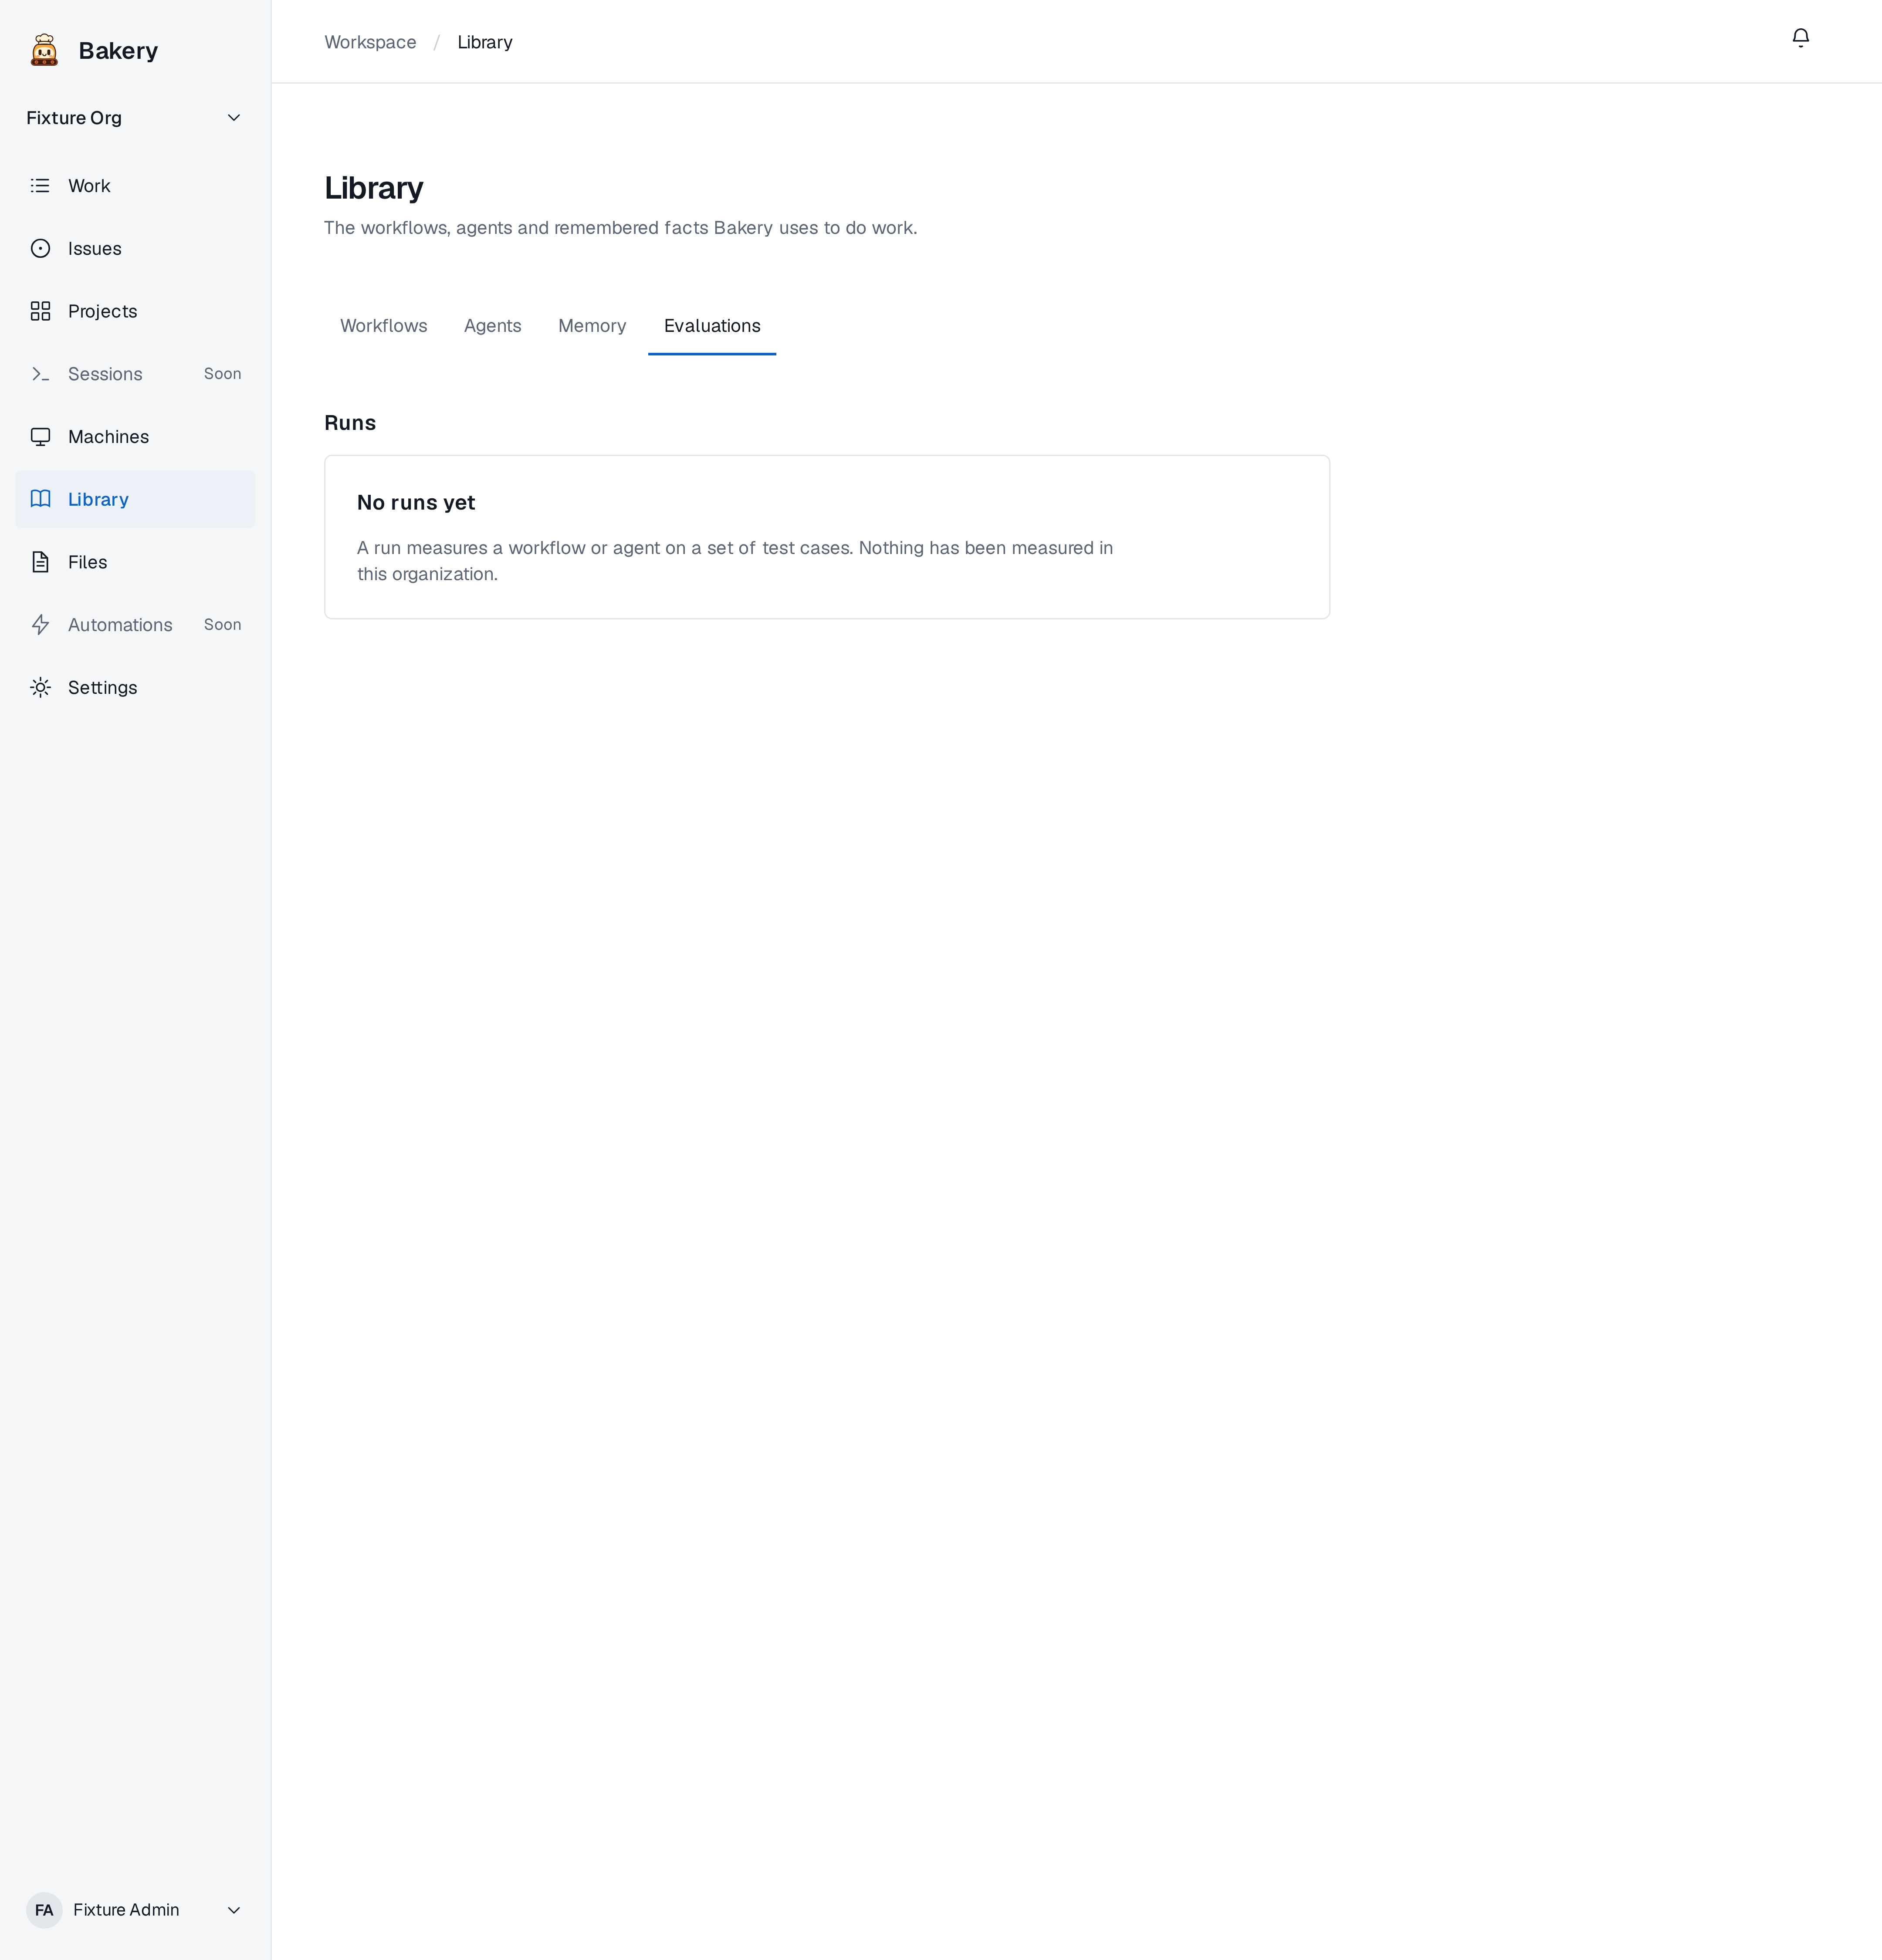 Bakery
Fixture Org
Work
Issues
Projects
Sessions Soon
Machines
Library
Files
Automations Soon
Settings
FA Fixture Admin
Workspace / Library
Library
The workflows, agents and remembered facts Bakery uses to do work.
Workflows Agents Memory Evaluations
Runs
No runs yet
A run measures a workflow or agent on a set of test cases. Nothing has been measured in
this organization.